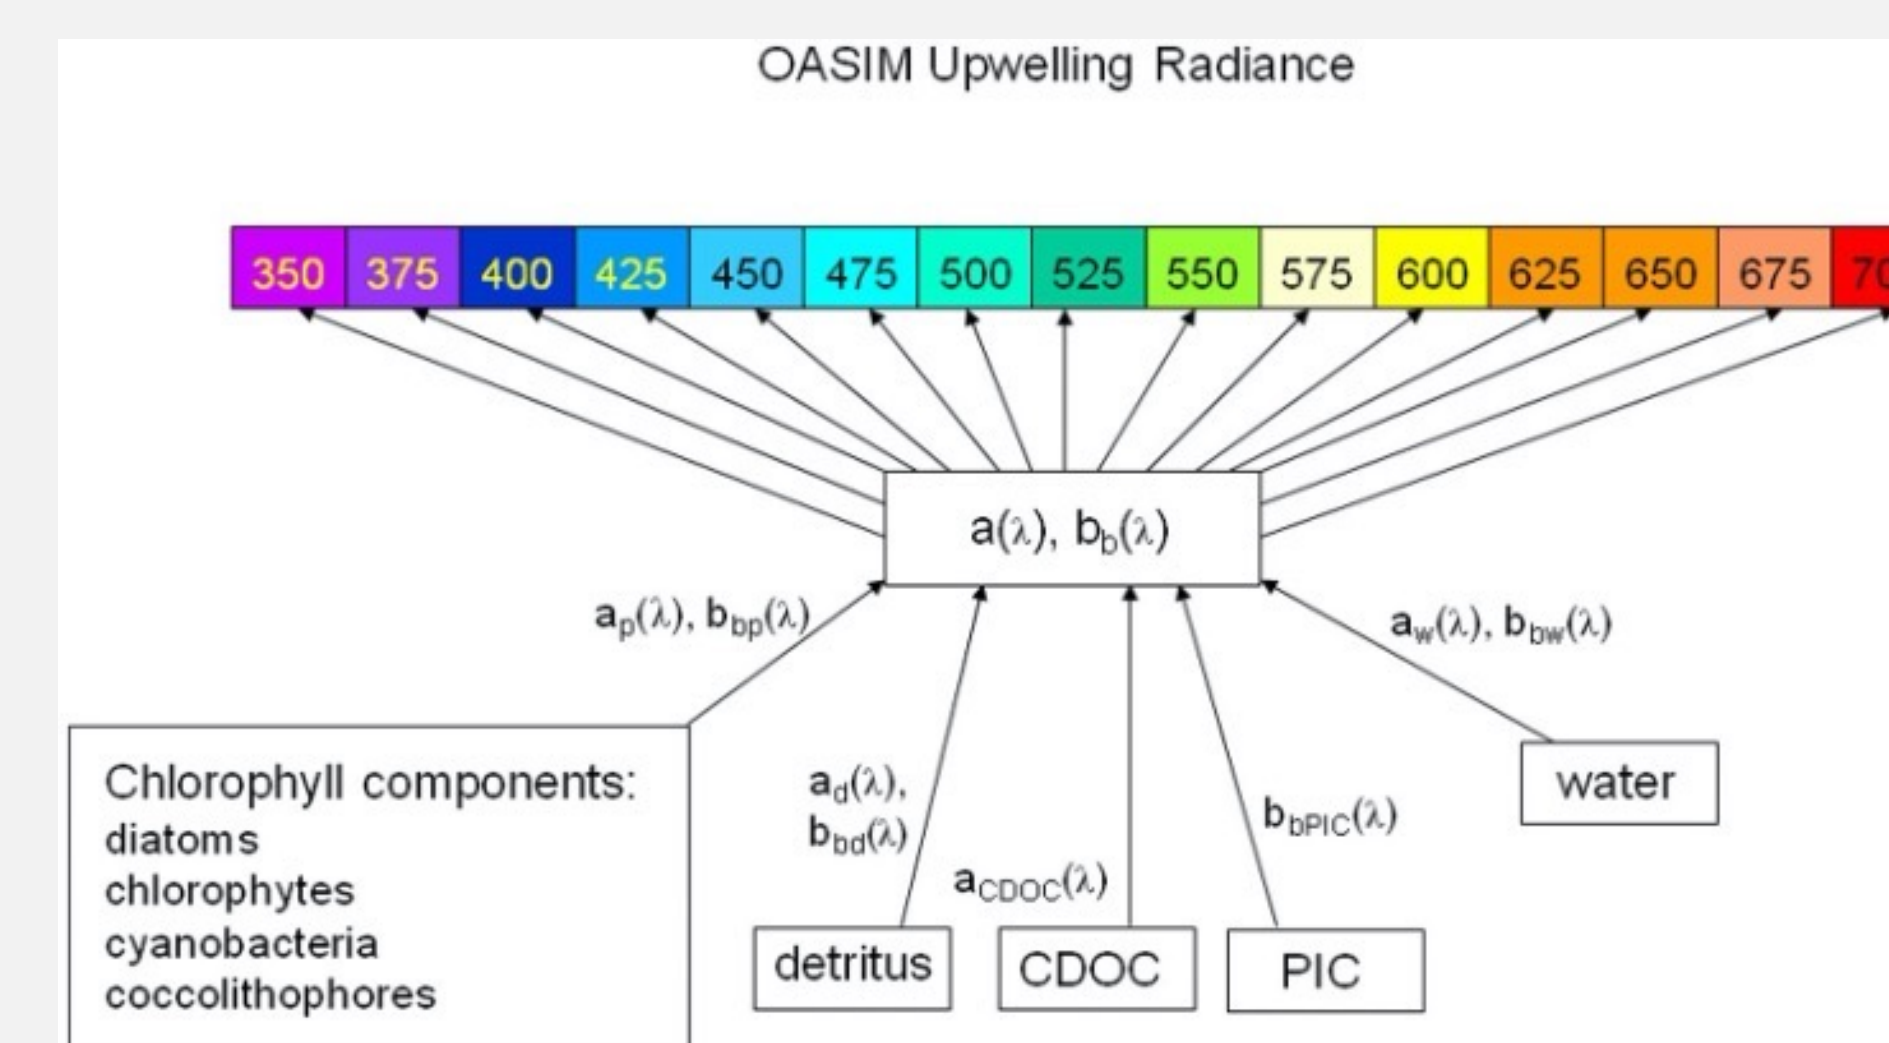 OASIM Upwelling Radiance
350 375 400 425 450 475 500 525 550 575 600 625 650 675
a(λ), b_b(λ)
a_p(λ), b_bp(λ)
a_w(λ), b_bw(λ)
Chlorophyll components:
diatoms
chlorophytes
cyanobacteria
coccolithophores
a_d(λ),
b_bd(λ)
a_CDOC(λ)
b_bPIC(λ)
water
detritus
CDOC
PIC